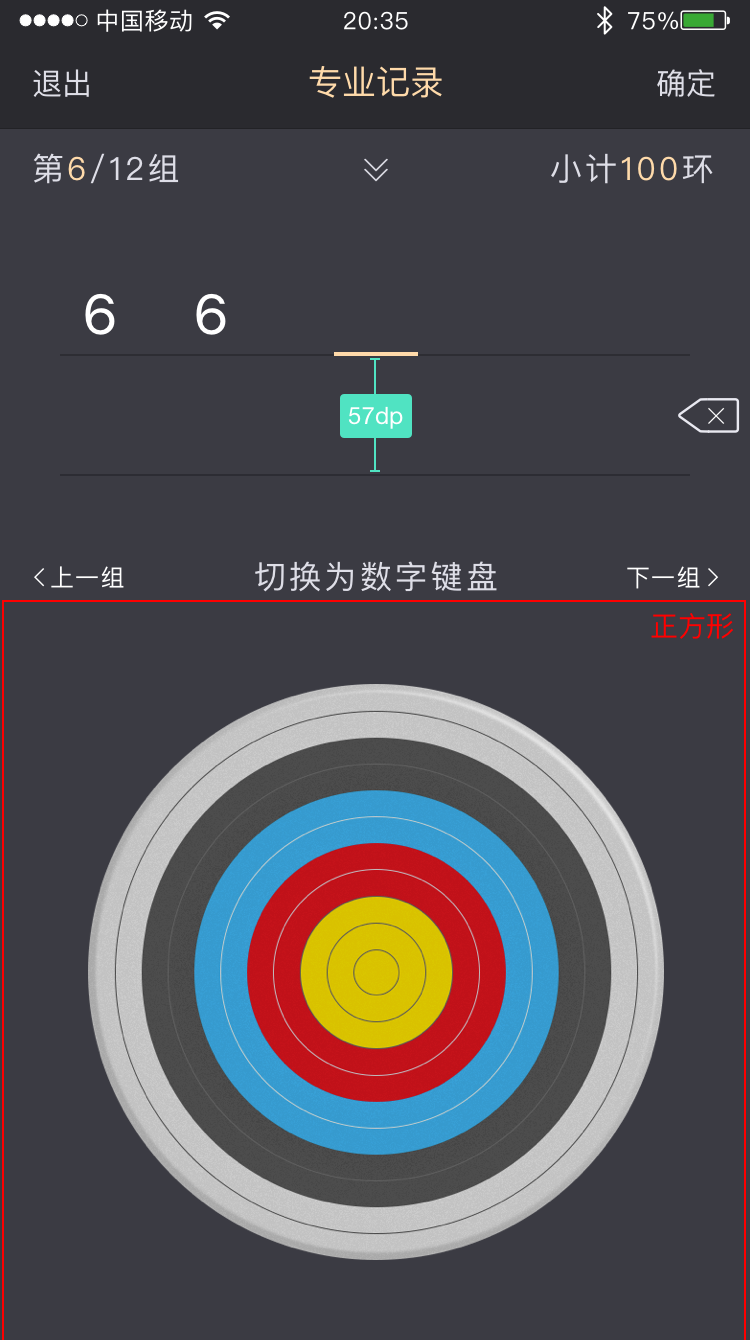 中国移动 20:35 75%
退出 专业记录 确定
第6/12组 小计100环
6 6
57dp
上一组 切换为数字键盘 下一组
正方形